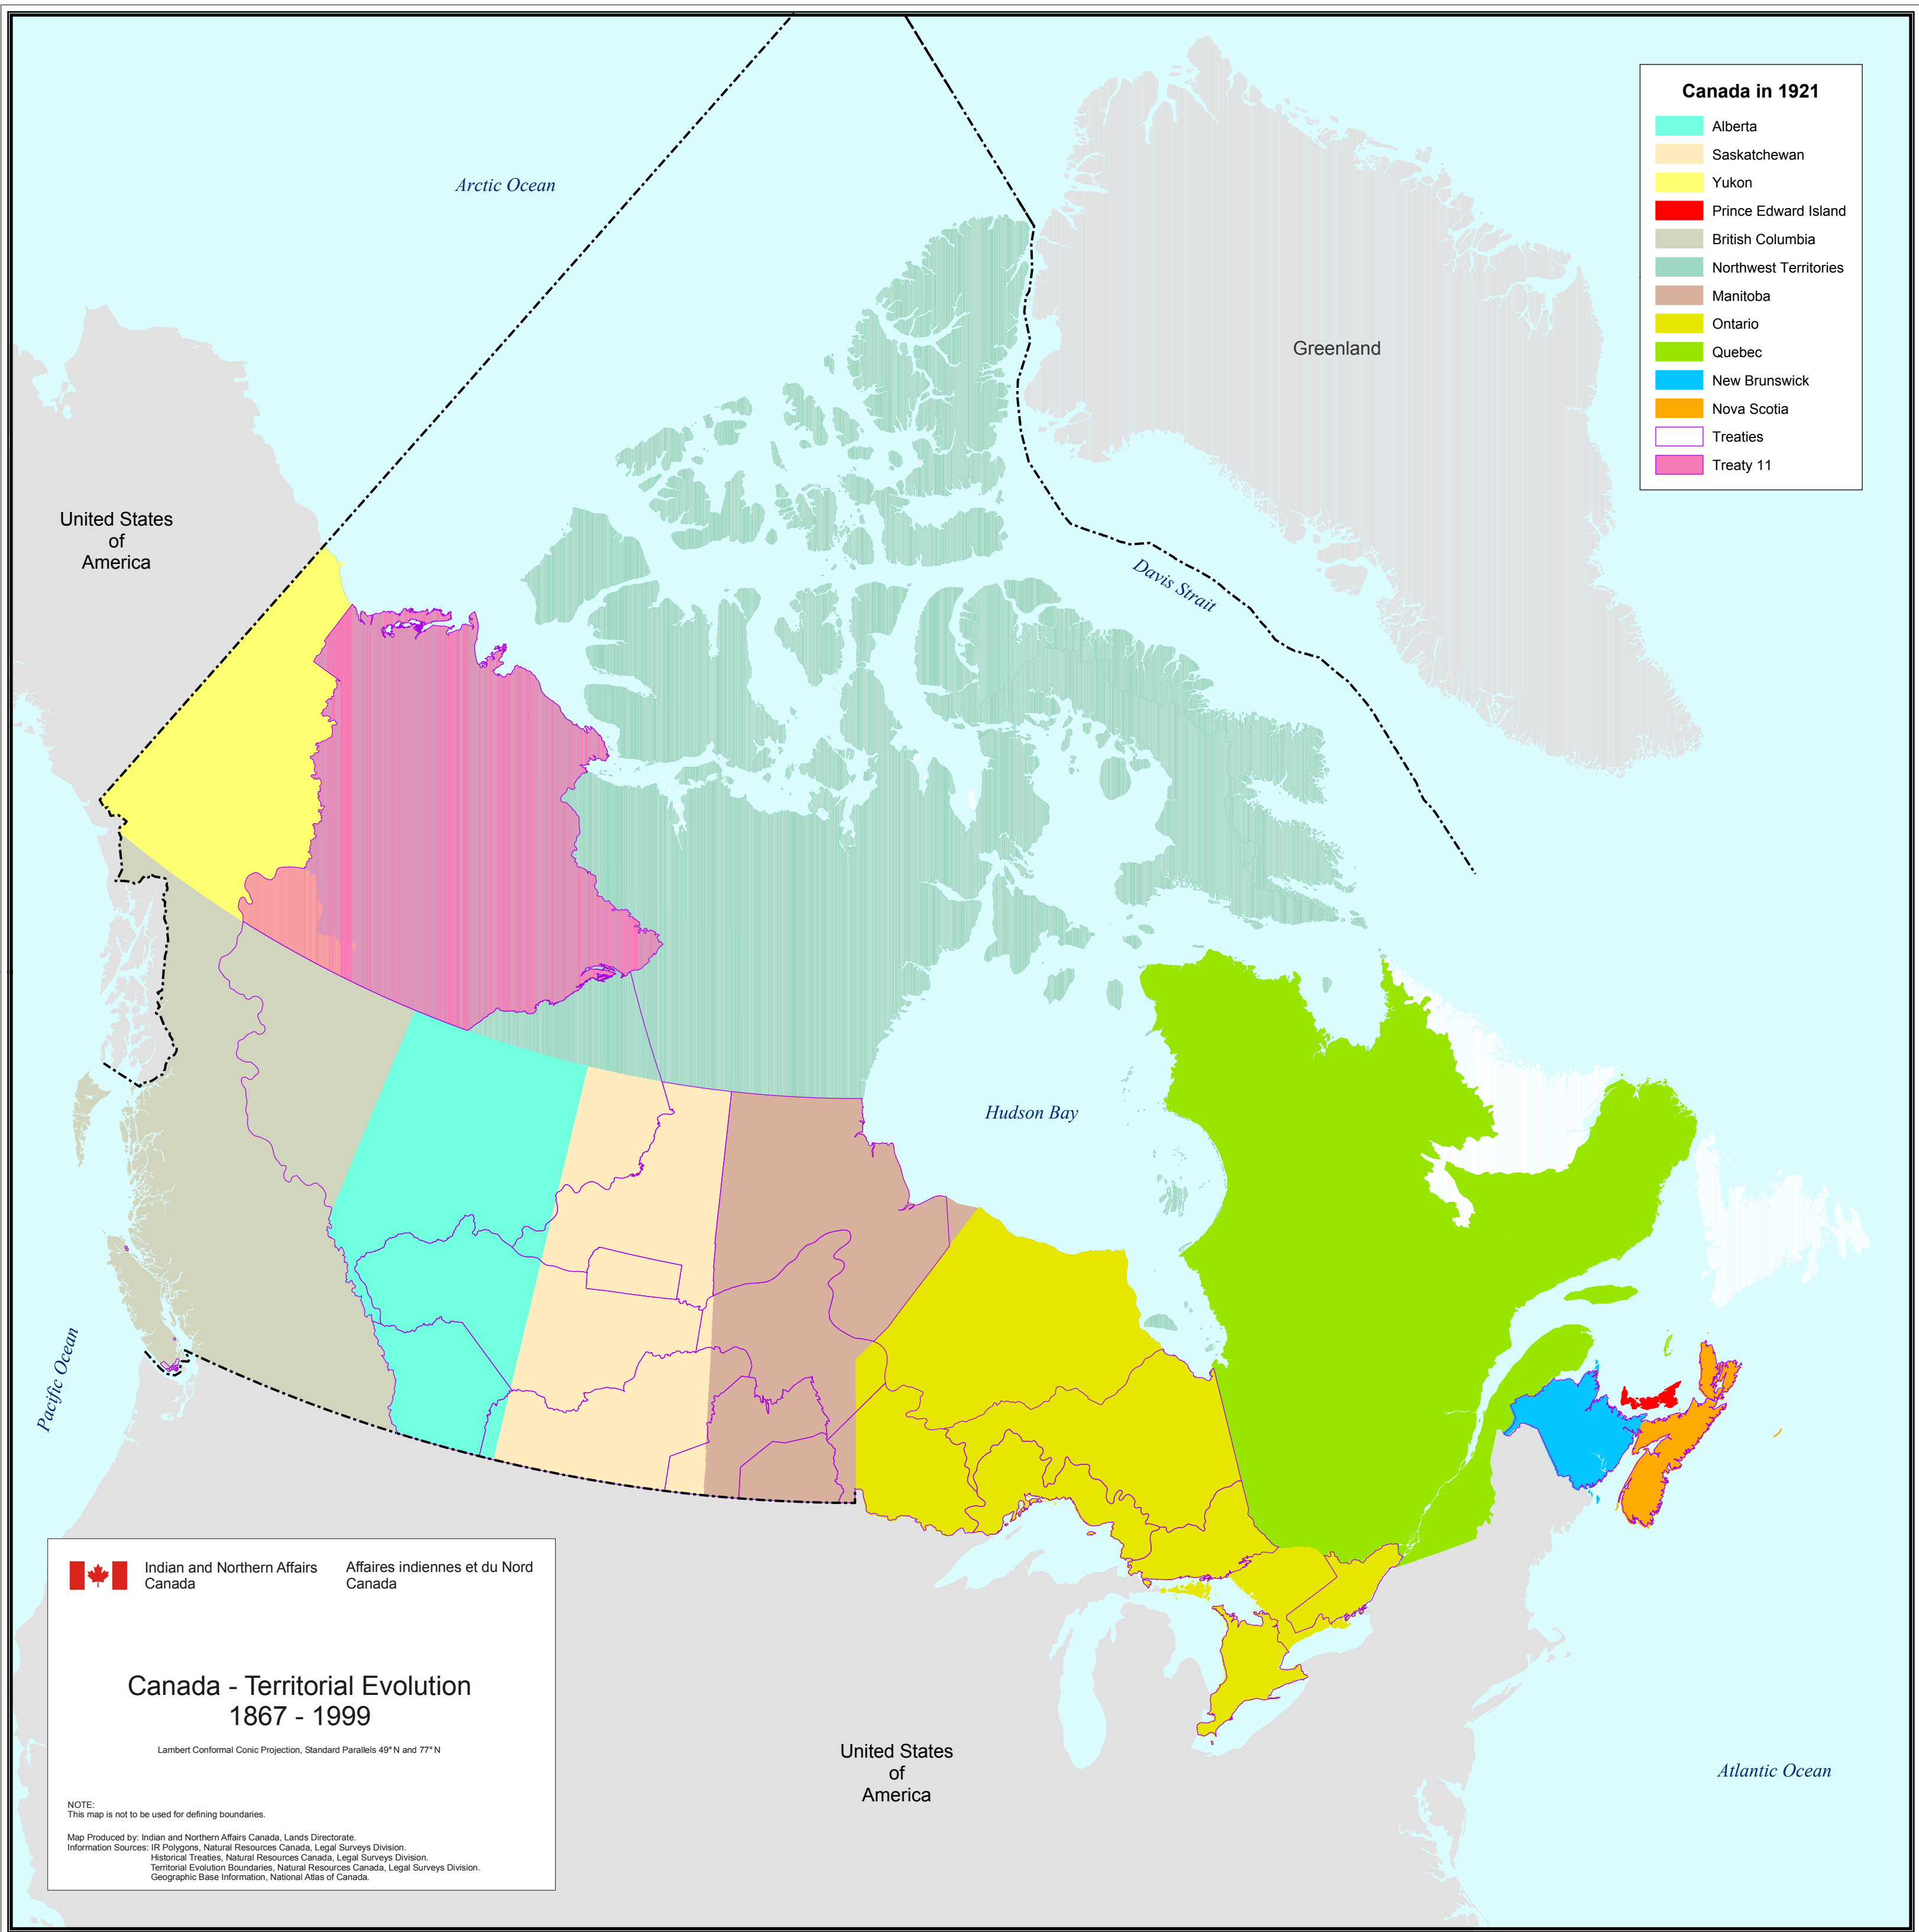 Canada in 1921
Alberta
Saskatchewan
Yukon
Prince Edward Island
British Columbia
Northwest Territories
Manitoba
Ontario
Quebec
New Brunswick
Nova Scotia
Treaties
Treaty 11
Arctic Ocean
Greenland
United States
of
America
Davis Strait
Hudson Bay
Pacific Ocean
United States
of
America
Atlantic Ocean
Indian and Northern Affairs
Canada
Affaires indiennes et du Nord
Canada
Canada - Territorial Evolution
1867 - 1999
Lambert Conformal Conic Projection, Standard Parallels 49° N and 77° N
NOTE:
This map is not to be used for defining boundaries.
Map Produced by: Indian and Northern Affairs Canada, Lands Directorate.
Information Sources: IR Polygons, Natural Resources Canada, Legal Surveys Division.
Historical Treaties, Natural Resources Canada, Legal Surveys Division.
Territorial Evolution Boundaries, Natural Resources Canada, Legal Surveys Division.
Geographic Base Information, National Atlas of Canada.